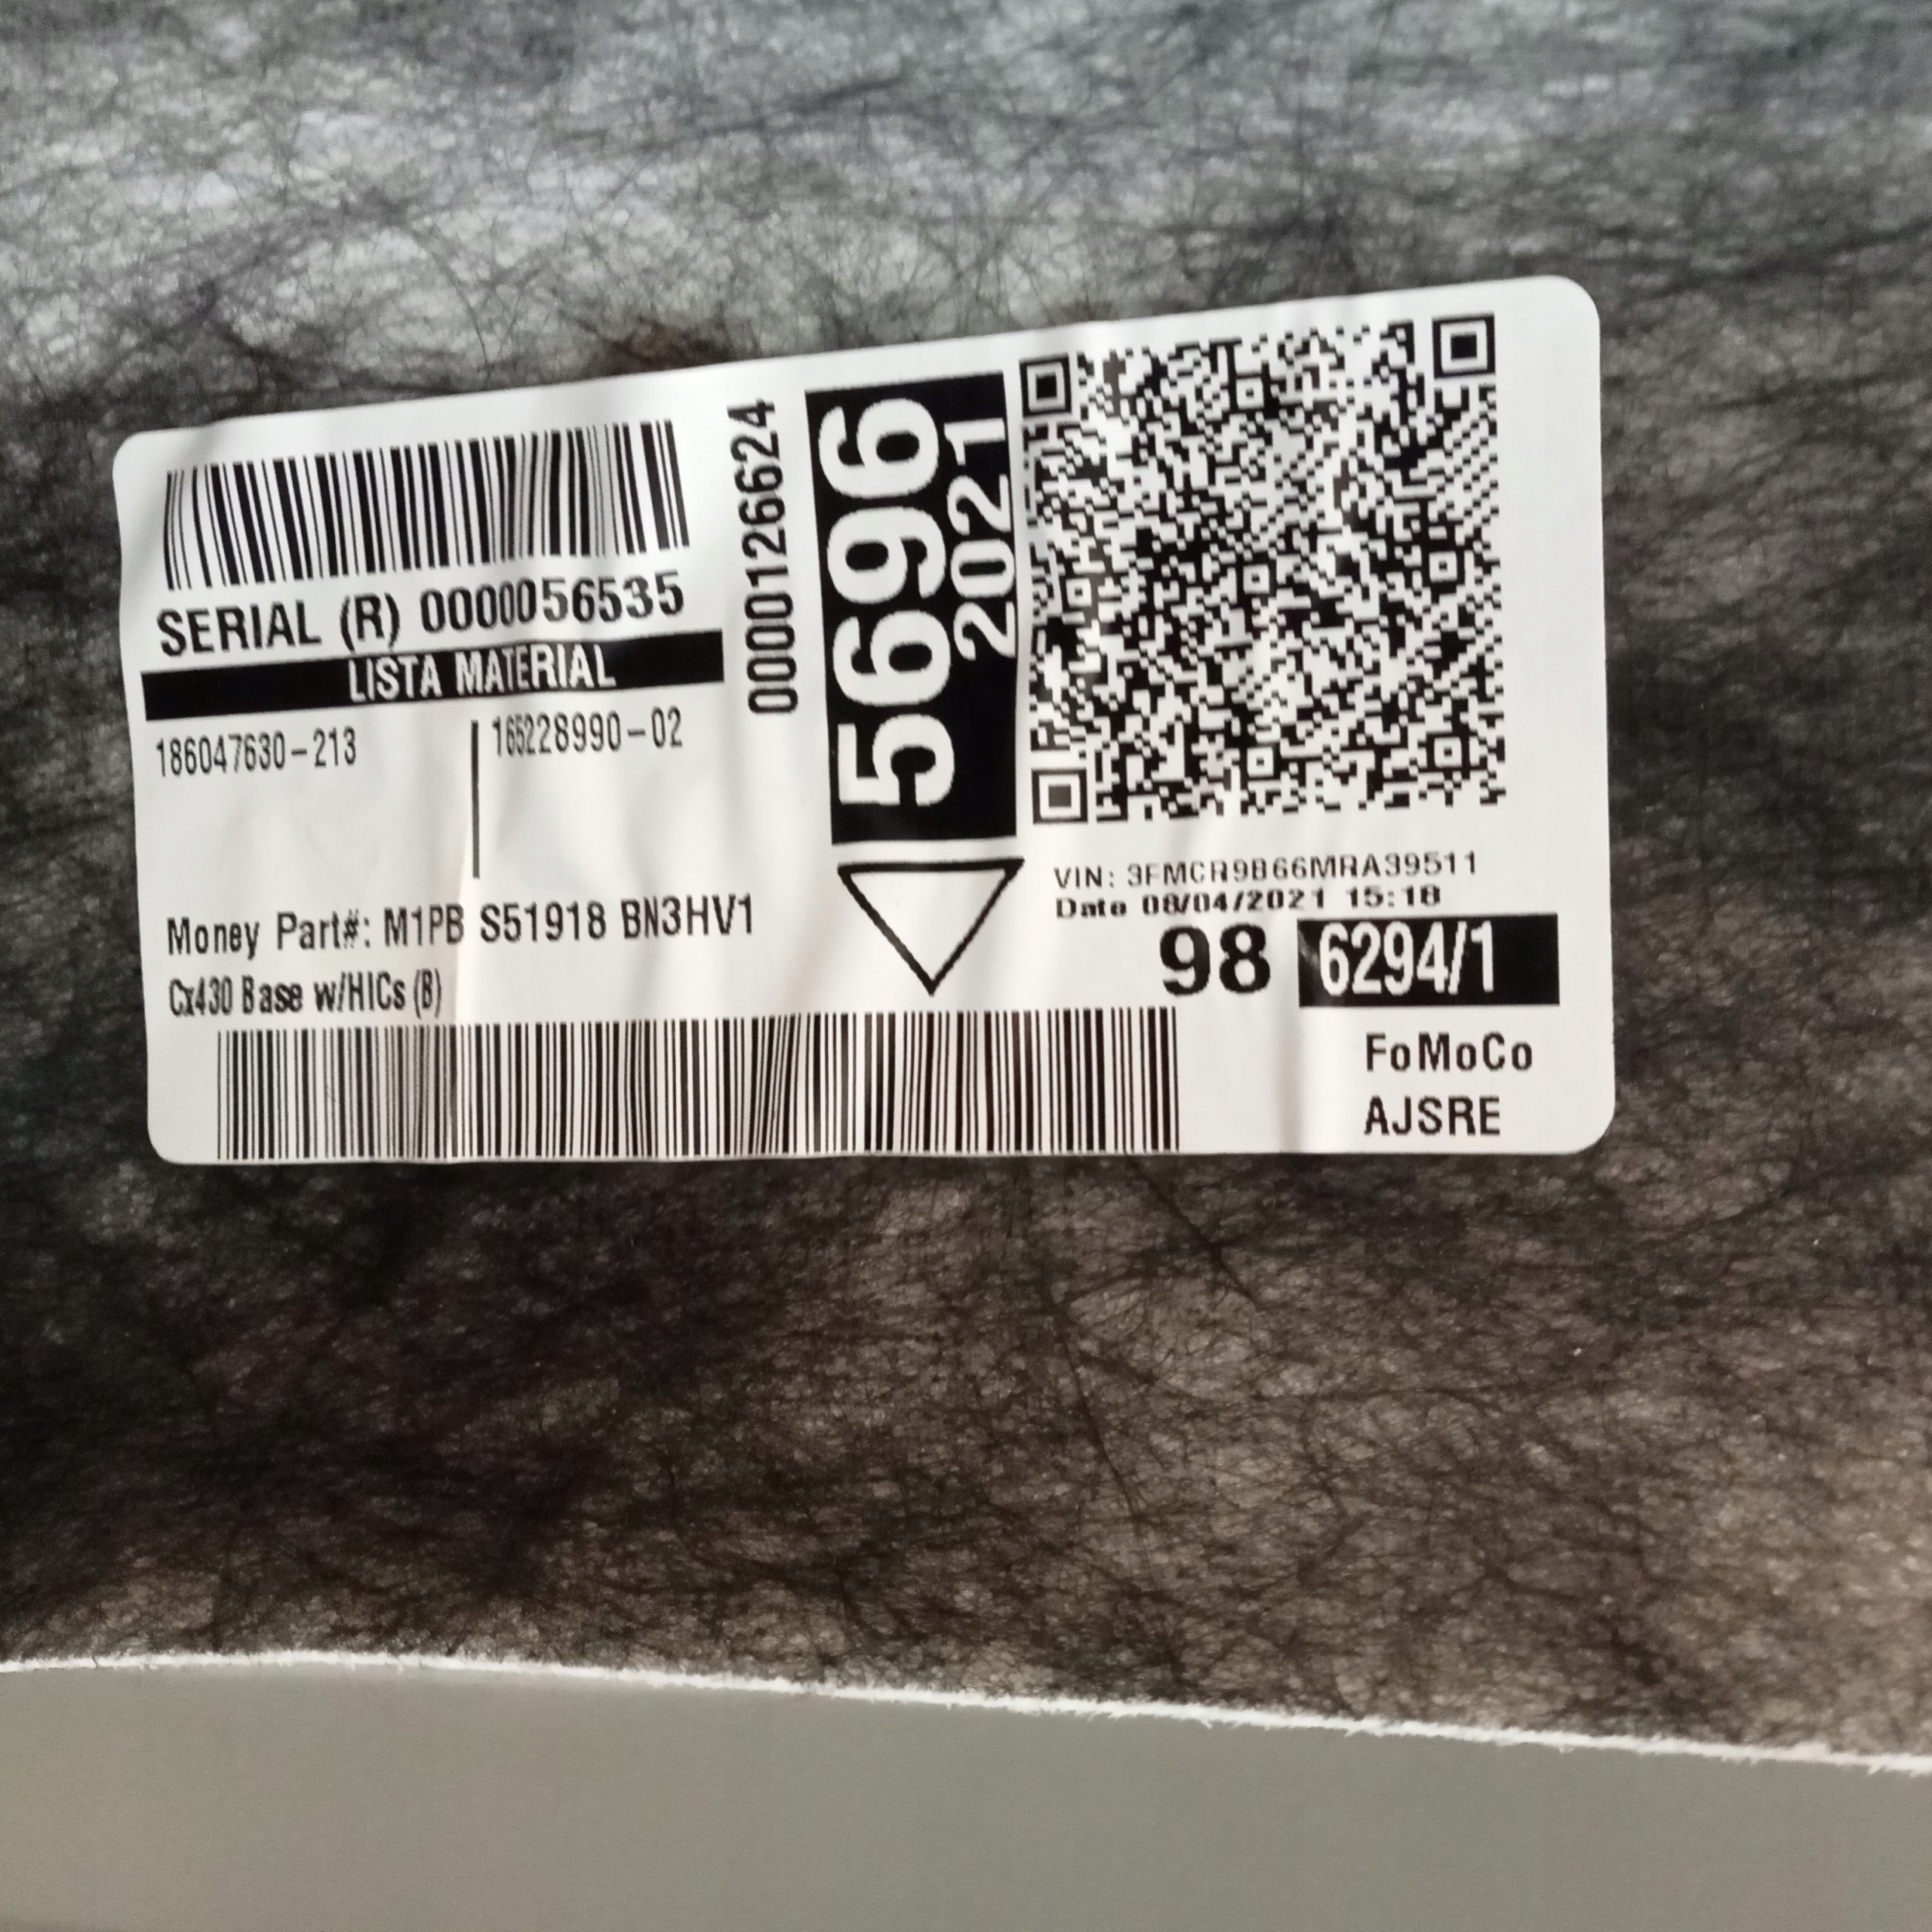 SERIAL (R) 0000056535
LISTA MATERIAL
186047630-213
165228990-02
Money Part#: M1PB S51918 BN3HV1
Cx430 Base w/HICs (B)
0000126624
5696
2021
VIN: 3FMCR9B66MRA39511
Date 08/04/2021 15:18
98 6294/1
FoMoCo
AJSRE